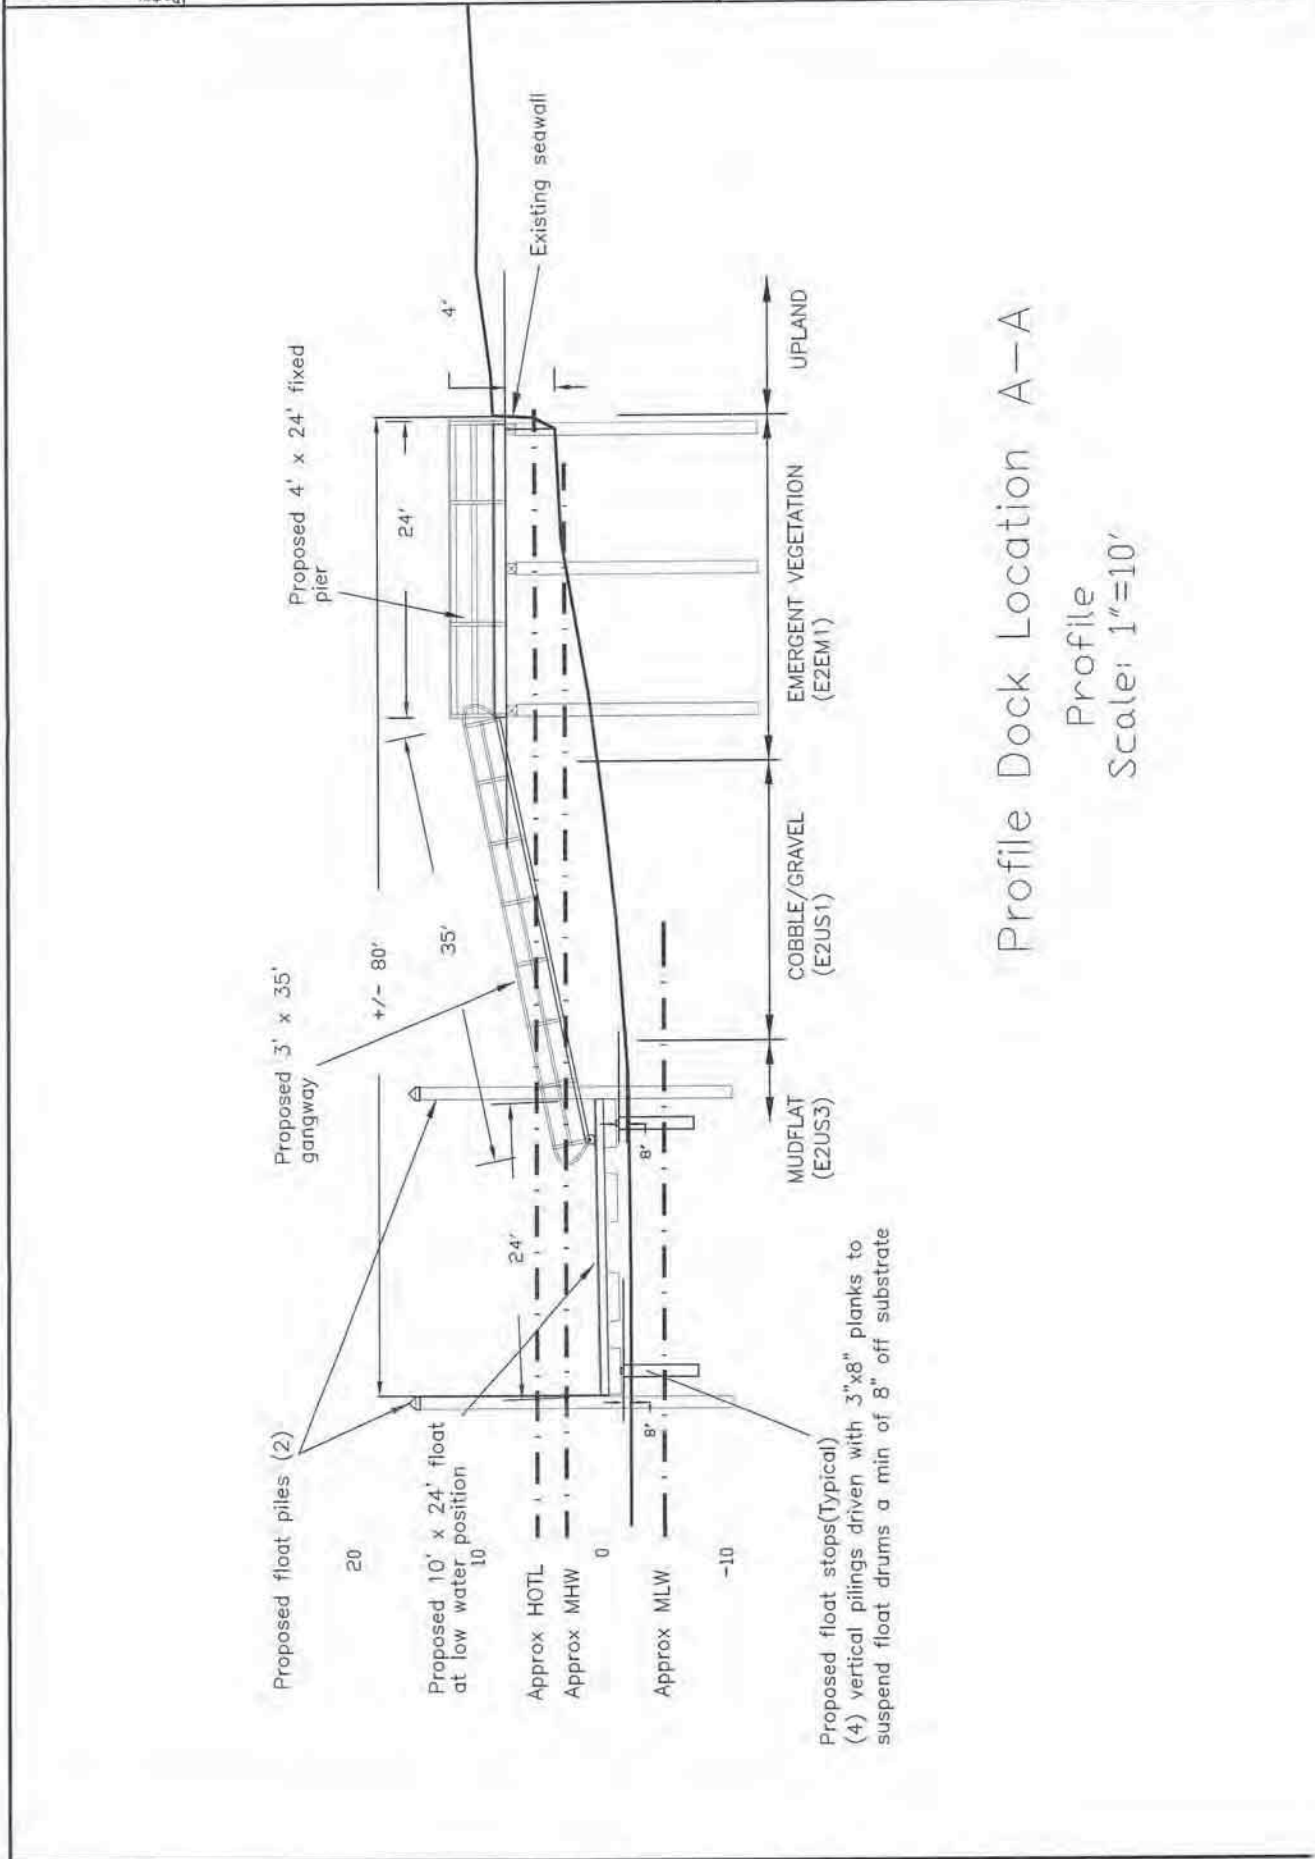 Proposed float piles (2)
Proposed 3' x 35'
gangway
Proposed 4' x 24' fixed
pier
20
+/- 80'
24'
35'
4'
Existing seawall
Proposed 10' x 24' float
at low water position
10
24'
Approx HOTL
Approx MHW
0
8'
8'
Approx MLW
-10
MUDFLAT
(E2US3)
COBBLE/GRAVEL
(E2US1)
EMERGENT VEGETATION
(E2EM1)
UPLAND
Proposed float stops(Typical)
(4) vertical pilings driven with 3"x8" planks to
suspend float drums a min of 8" off substrate
Profile Dock Location A-A
Profile
Scale: 1"=10'